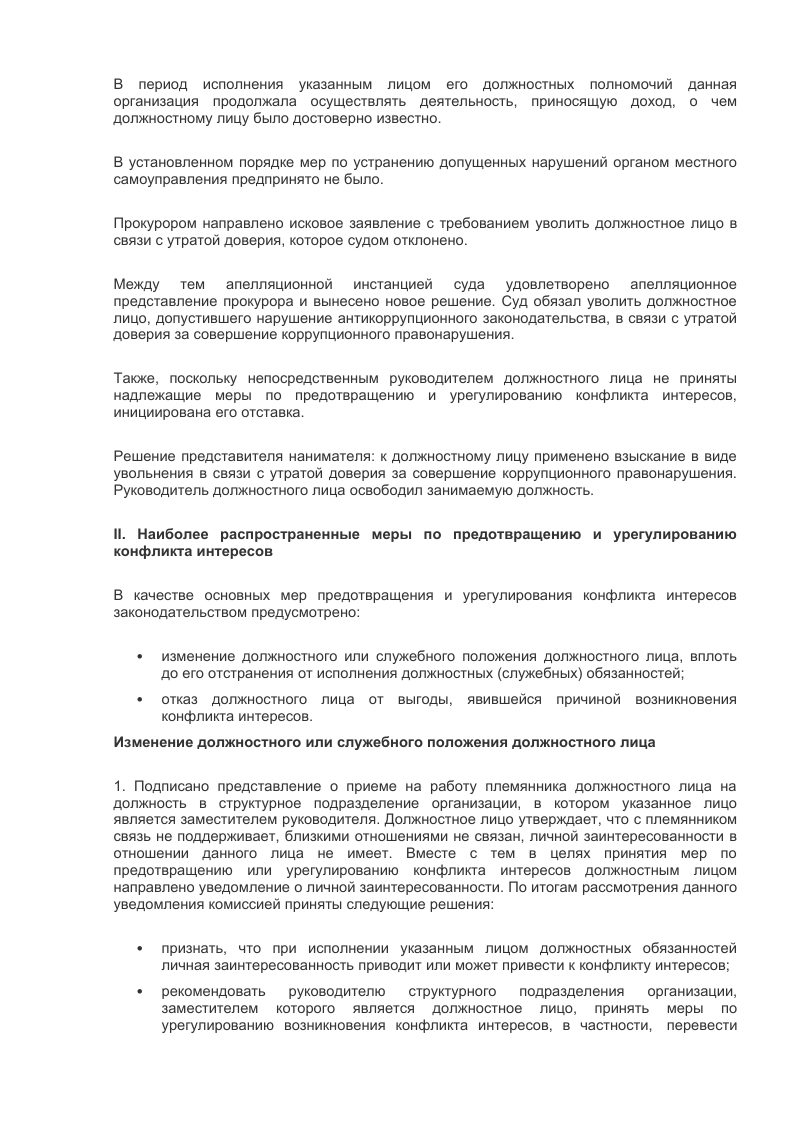 В период исполнения указанным лицом его должностных полномочий данная
организация продолжала осуществлять деятельность, приносящую доход, о чем
должностному лицу было достоверно известно.
В установленном порядке мер по устранению допущенных нарушений органом местного
самоуправления предпринято не было.
Прокурором направлено исковое заявление с требованием уволить должностное лицо в
связи с утратой доверия, которое судом отклонено.
Между тем апелляционной инстанцией суда удовлетворено апелляционное
представление прокурора и вынесено новое решение. Суд обязал уволить должностное
лицо, допустившего нарушение антикоррупционного законодательства, в связи с утратой
доверия за совершение коррупционного правонарушения.
Также, поскольку непосредственным руководителем должностного лица не приняты
надлежащие меры по предотвращению и урегулированию конфликта интересов,
инициирована его отставка.
Решение представителя нанимателя: к должностному лицу применено взыскание в виде
увольнения в связи с утратой доверия за совершение коррупционного правонарушения.
Руководитель должностного лица освободил занимаемую должность.
II. Наиболее распространенные меры по предотвращению и урегулированию
конфликта интересов
В качестве основных мер предотвращения и урегулирования конфликта интересов
законодательством предусмотрено:
• изменение должностного или служебного положения должностного лица, вплоть
до его отстранения от исполнения должностных (служебных) обязанностей;
• отказ должностного лица от выгоды, явившейся причиной возникновения
конфликта интересов.
Изменение должностного или служебного положения должностного лица
1. Подписано представление о приеме на работу племянника должностного лица на
должность в структурное подразделение организации, в котором указанное лицо
является заместителем руководителя. Должностное лицо утверждает, что с племянником
связь не поддерживает, близкими отношениями не связан, личной заинтересованности в
отношении данного лица не имеет. Вместе с тем в целях принятия мер по
предотвращению или урегулированию конфликта интересов должностным лицом
направлено уведомление о личной заинтересованности. По итогам рассмотрения данного
уведомления комиссией приняты следующие решения:
• признать, что при исполнении указанным лицом должностных обязанностей
личная заинтересованность приводит или может привести к конфликту интересов;
• рекомендовать руководителю структурного подразделения организации,
заместителем которого является должностное лицо, принять меры по
урегулированию возникновения конфликта интересов, в частности, перевести